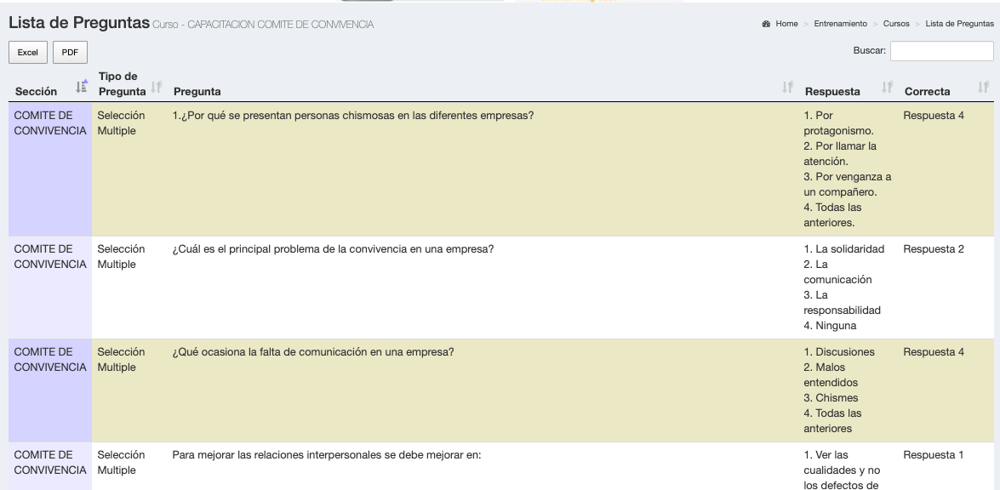 Lista de Preguntas Curso - CAPACITACION COMITE DE CONVIVENCIA
Home > Entrenamiento > Cursos > Lista de Preguntas
Excel PDF
Buscar:
Sección Tipo de Pregunta Pregunta Respuesta Correcta
COMITE DE CONVIVENCIA
Selección Multiple
1.¿Por qué se presentan personas chismosas en las diferentes empresas?
1. Por
protagonismo.
2. Por llamar la
atención.
3. Por venganza a
un compañero.
4. Todas las
anteriores.
Respuesta 4
COMITE DE CONVIVENCIA
Selección Multiple
¿Cuál es el principal problema de la convivencia en una empresa?
1. La solidaridad
2. La
comunicación
3. La
responsabilidad
4. Ninguna
Respuesta 2
COMITE DE CONVIVENCIA
Selección Multiple
¿Qué ocasiona la falta de comunicación en una empresa?
1. Discusiones
2. Malos
entendidos
3. Chismes
4. Todas las
anteriores
Respuesta 4
COMITE DE CONVIVENCIA
Selección Multiple
Para mejorar las relaciones interpersonales se debe mejorar en:
1. Ver las
cualidades y no
los defectos de
Respuesta 1